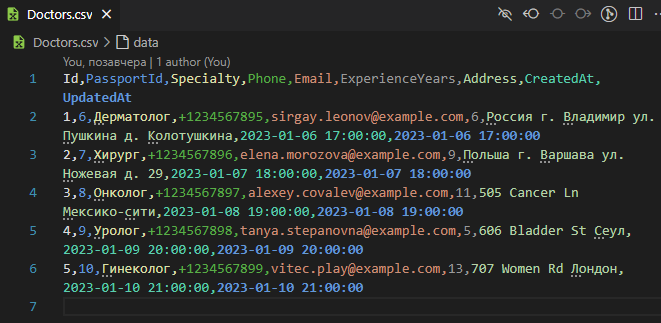 Doctors.csv
Doctors.csv > data
You, позавчера | 1 author (You)
1 Id,PassportId,Specialty,Phone,Email,ExperienceYears,Address,CreatedAt,
UpdatedAt
2 1,6,Дерматолог,+1234567895,sirgay.leonov@example.com,6,Россия г. Владимир ул.
Пушкина д. Колотушкина,2023-01-06 17:00:00,2023-01-06 17:00:00
3 2,7,Хирург,+1234567896,elena.morozova@example.com,9,Польша г. Варшава ул.
Ножевая д. 29,2023-01-07 18:00:00,2023-01-07 18:00:00
4 3,8,Онколог,+1234567897,alexey.covalev@example.com,11,505 Cancer Ln
Мексико-сити,2023-01-08 19:00:00,2023-01-08 19:00:00
5 4,9,Уролог,+1234567898,tanya.stepanovna@example.com,5,606 Bladder St Сеул,
2023-01-09 20:00:00,2023-01-09 20:00:00
6 5,10,Гинеколог,+1234567899,vitec.play@example.com,13,707 Women Rd Лондон,
2023-01-10 21:00:00,2023-01-10 21:00:00
7